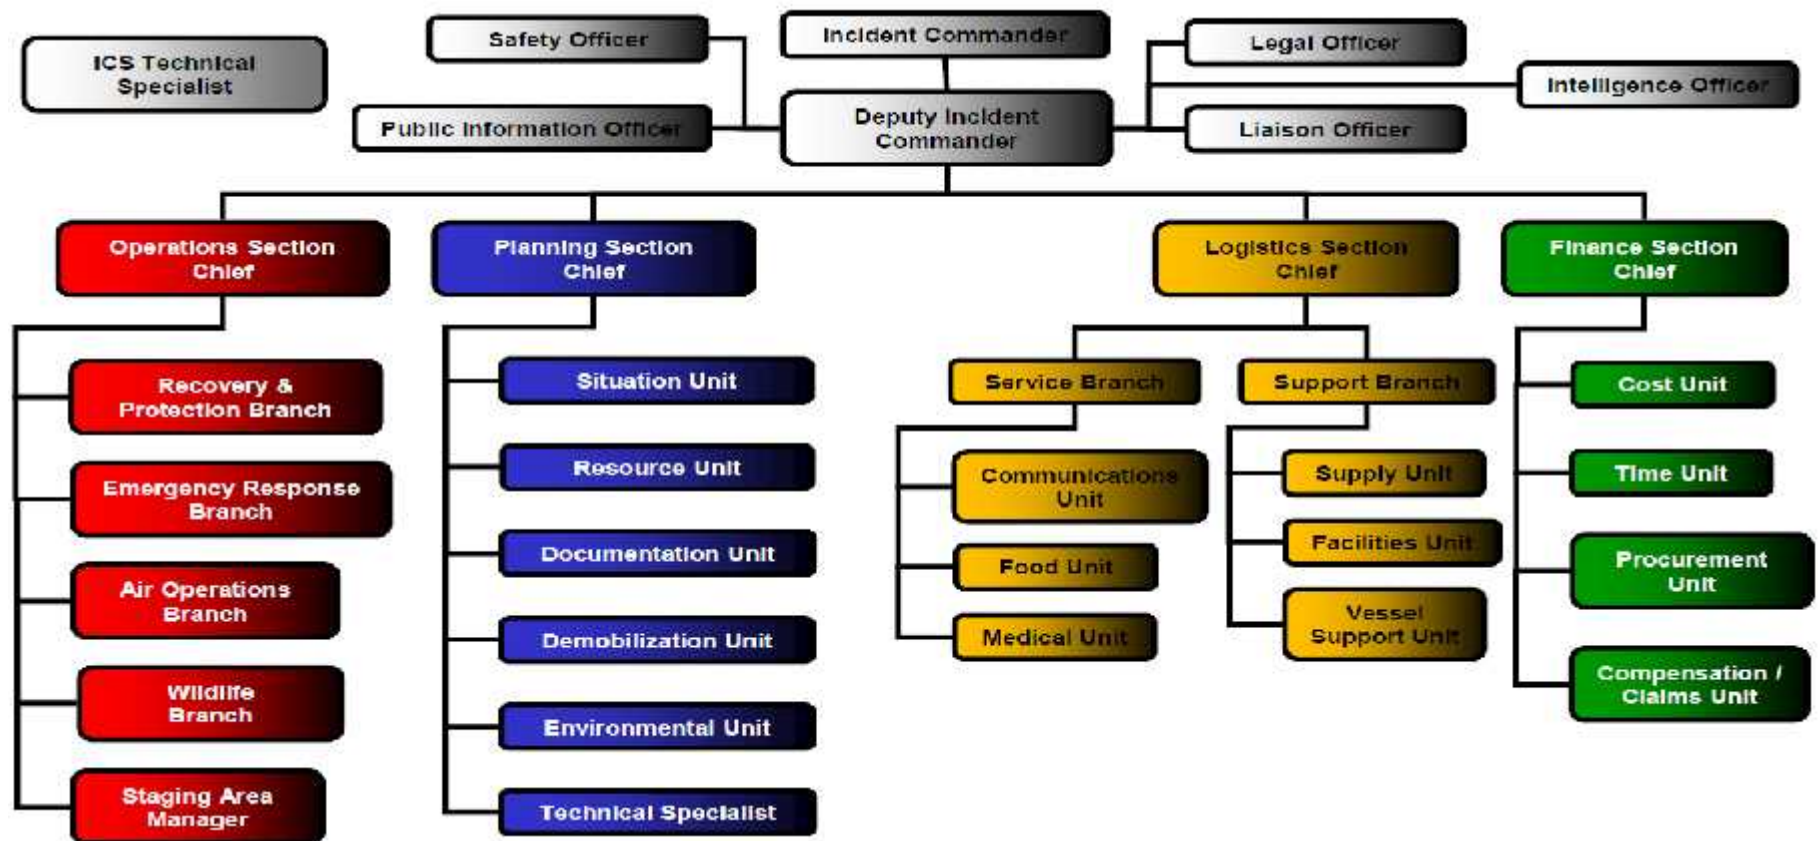 Safety Officer
Incident Commander
Legal Officer
ICS Technical
Specialist
Intelligence Officer
Public Information Officer
Deputy Incident
Commander
Liaison Officer
Operations Section
Chief
Planning Section
Chief
Logistics Section
Chief
Finance Section
Chief
Recovery &
Protection Branch
Emergency Response
Branch
Air Operations
Branch
Wildlife
Branch
Staging Area
Manager
Situation Unit
Resource Unit
Documentation Unit
Demobilization Unit
Environmental Unit
Technical Specialist
Service Branch
Communications
Unit
Food Unit
Medical Unit
Support Branch
Supply Unit
Facilities Unit
Vessel
Support Unit
Cost Unit
Time Unit
Procurement
Unit
Compensation /
Claims Unit